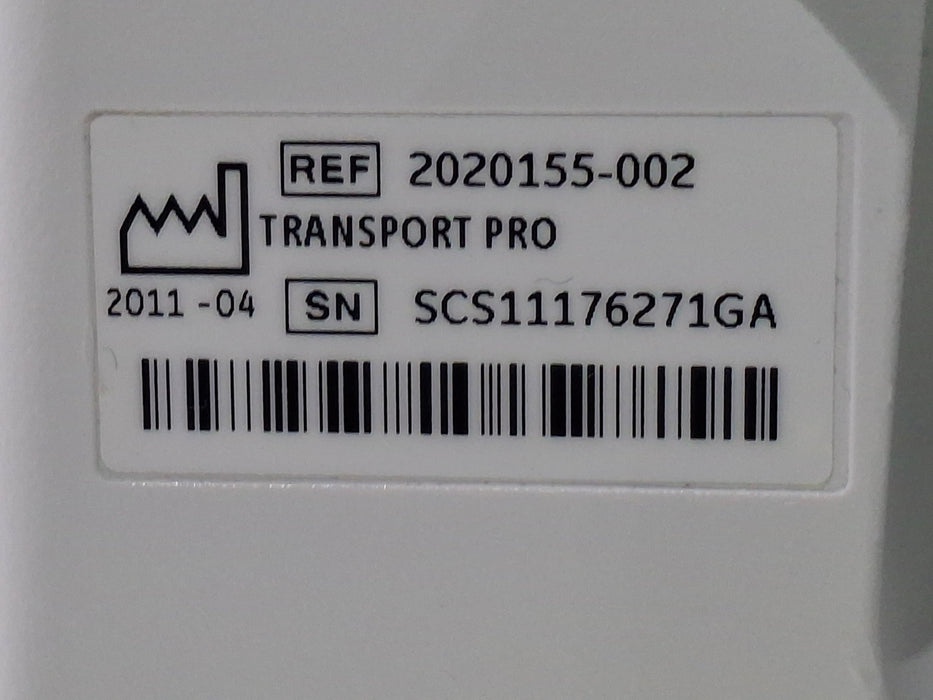 REF 2020155-002
TRANSPORT PRO
2011-04 SN SCS11176271GA